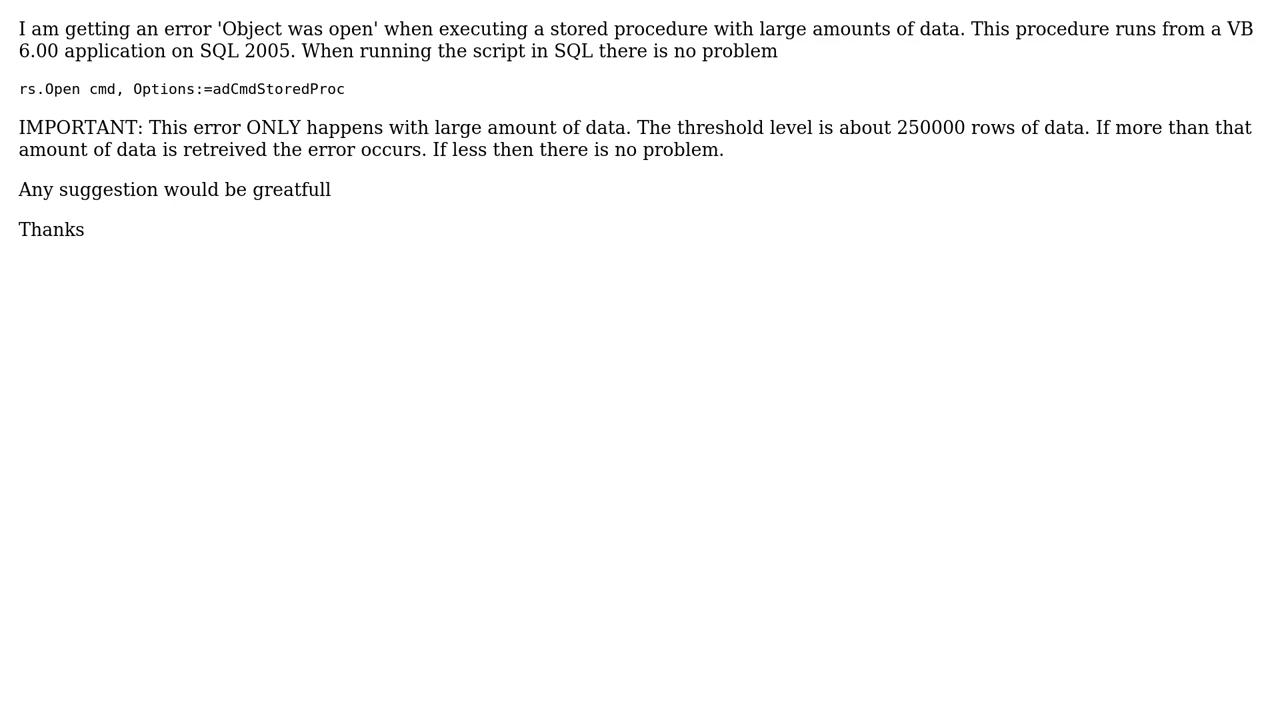 I am getting an error 'Object was open' when executing a stored procedure with large amounts of data. This procedure runs from a VB
6.00 application on SQL 2005. When running the script in SQL there is no problem
rs.Open cmd, Options:=adCmdStoredProc
IMPORTANT: This error ONLY happens with large amount of data. The threshold level is about 250000 rows of data. If more than that
amount of data is retreived the error occurs. If less then there is no problem.
Any suggestion would be greatfull
Thanks